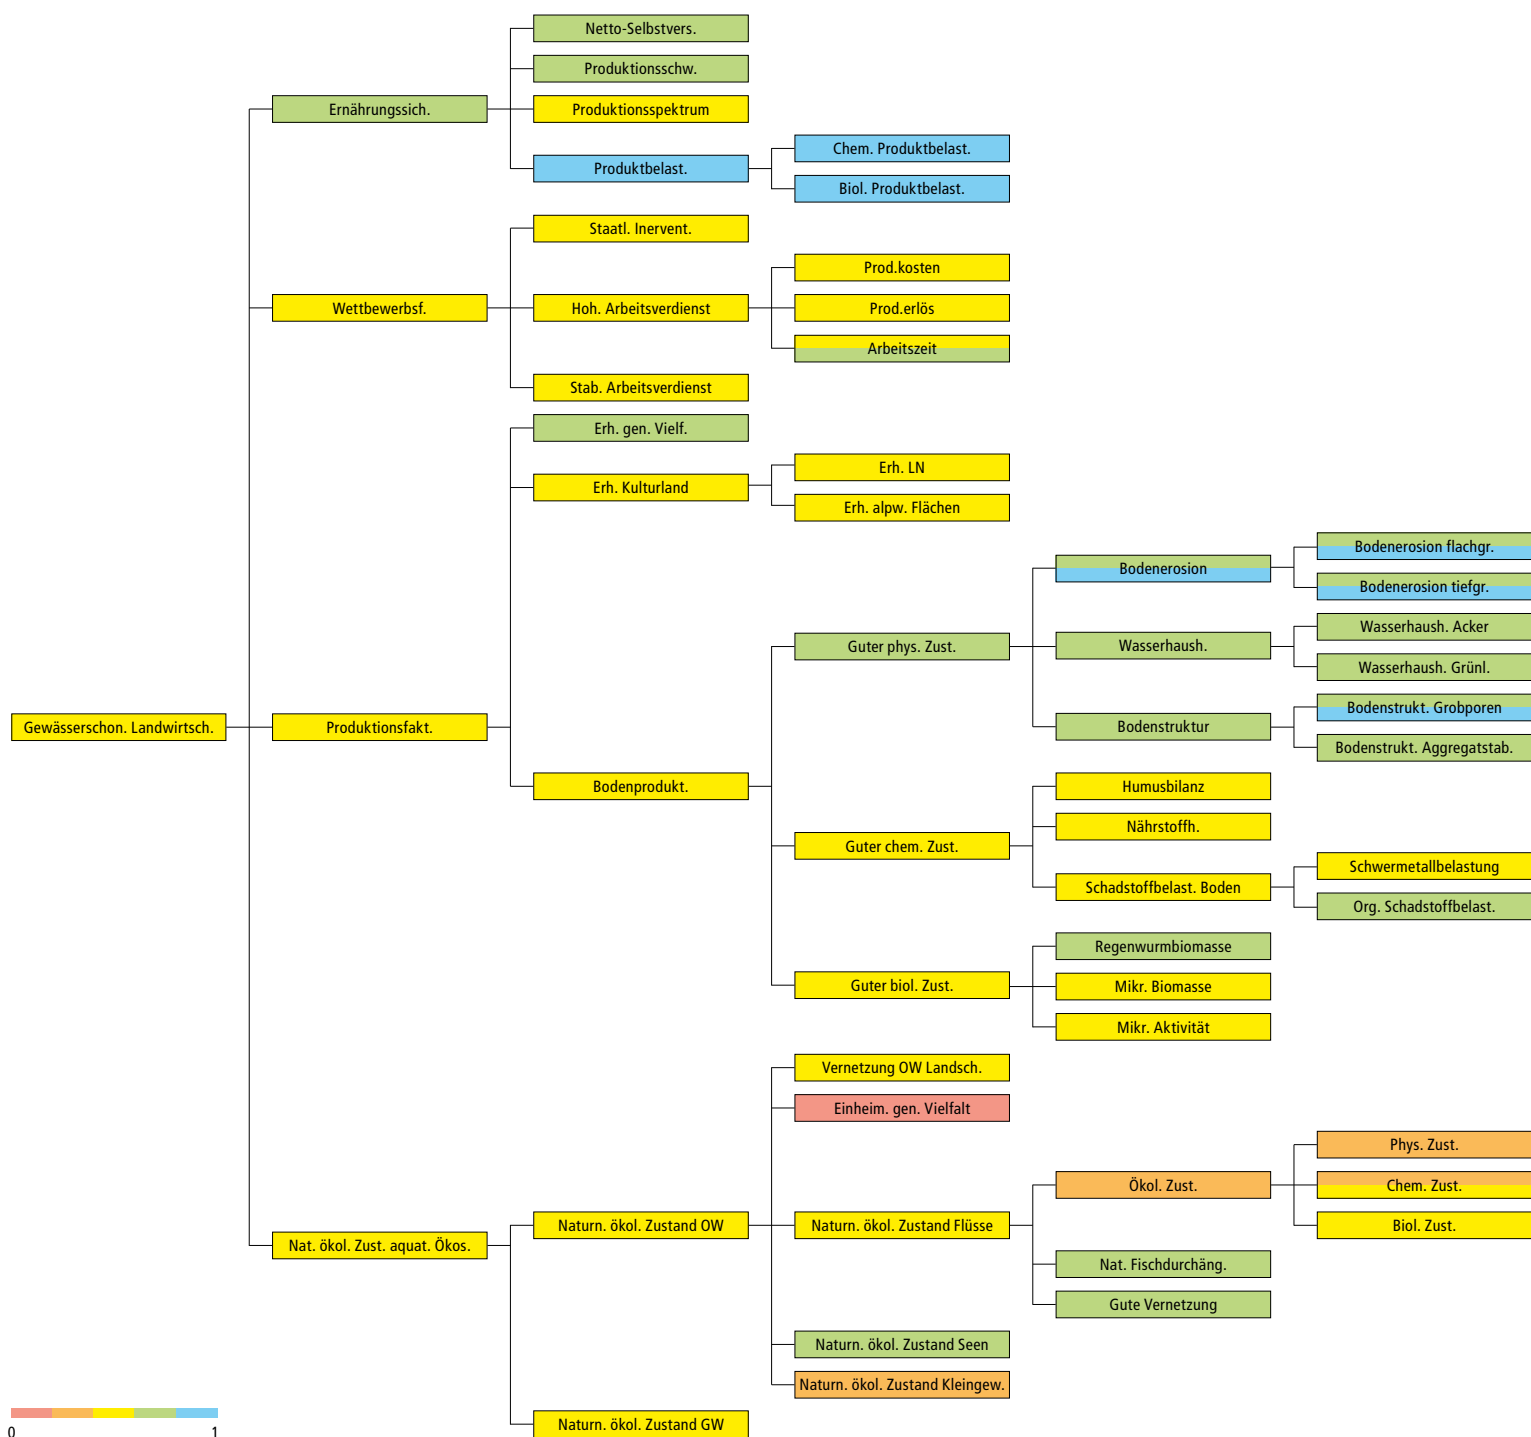 Netto-Selbstvers.
Produktionsschw.
Ernährungssich.
Produktionsspektrum
Chem. Produktbelast.
Produktbelast.
Biol. Produktbelast.
Staatl. Inervent.
Prod.kosten
Wettbewerbsf.
Hoh. Arbeitsverdienst
Prod.erlös
Arbeitszeit
Stab. Arbeitsverdienst
Erh. gen. Vielf.
Erh. LN
Erh. Kulturland
Erh. alpw. Flächen
Bodenerosion flachgr.
Bodenerosion
Bodenerosion tiefgr.
Wasserhaush. Acker
Guter phys. Zust.
Wasserhaush.
Wasserhaush. Grünl.
Bodenstrukt. Grobporen
Gewässerschon. Landwirtsch.
Produktionsfakt.
Bodenstruktur
Bodenstrukt. Aggregatstab.
Bodenprodukt.
Humusbilanz
Nährstoffh.
Guter chem. Zust.
Schwermetallbelastung
Schadstoffbelast. Boden
Org. Schadstoffbelast.
Regenwurmbiomasse
Guter biol. Zust.
Mikr. Biomasse
Mikr. Aktivität
Vernetzung OW Landsch.
Einheim. gen. Vielfalt
Phys. Zust.
Ökol. Zust.
Chem. Zust.
Naturn. ökol. Zustand OW
Naturn. ökol. Zustand Flüsse
Biol. Zust.
Nat. ökol. Zust. aquat. Ökos.
Nat. Fischdurchäng.
Gute Vernetzung
Naturn. ökol. Zustand Seen
Naturn. ökol. Zustand Kleingew.
Naturn. ökol. Zustand GW
0 1